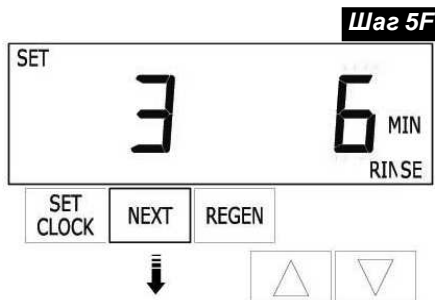 Шаг 5F
SET
3 6 MIN
RINSE
SET CLOCK NEXT REGEN